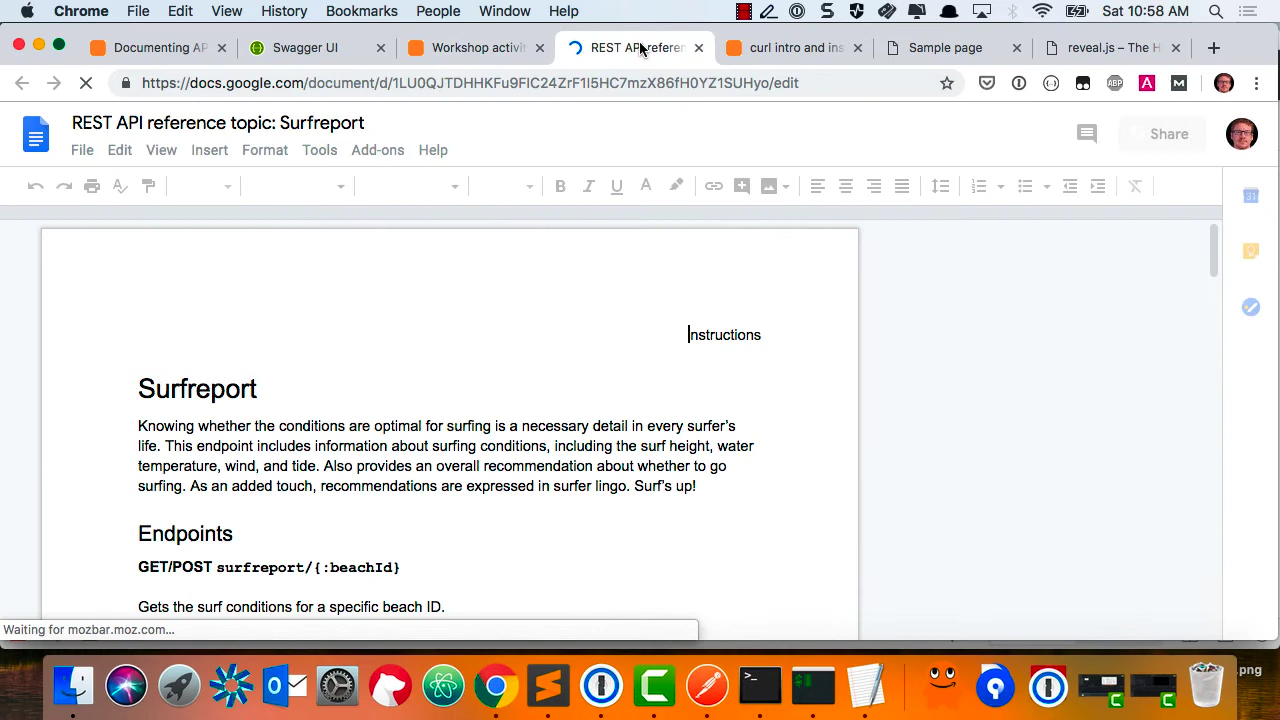 Chrome File Edit View History Bookmarks People Window Help Sat 10:58 AM
Documenting AP Swagger UI Workshop activi REST API referen curl intro and ins Sample page reveal.js – The H
https://docs.google.com/document/d/1LU0QJTDHHKFu9FlC24ZrF1l5HC7mzX86fH0YZ1SUHyo/edit
REST API reference topic: Surfreport
File Edit View Insert Format Tools Add-ons Help
Share
nstructions
Surfreport
Knowing whether the conditions are optimal for surfing is a necessary detail in every surfer's
life. This endpoint includes information about surfing conditions, including the surf height, water
temperature, wind, and tide. Also provides an overall recommendation about whether to go
surfing. As an added touch, recommendations are expressed in surfer lingo. Surf's up!
Endpoints
GET/POST surfreport/{:beachId}
Gets the surf conditions for a specific beach ID.
Waiting for mozbar.moz.com...
.png